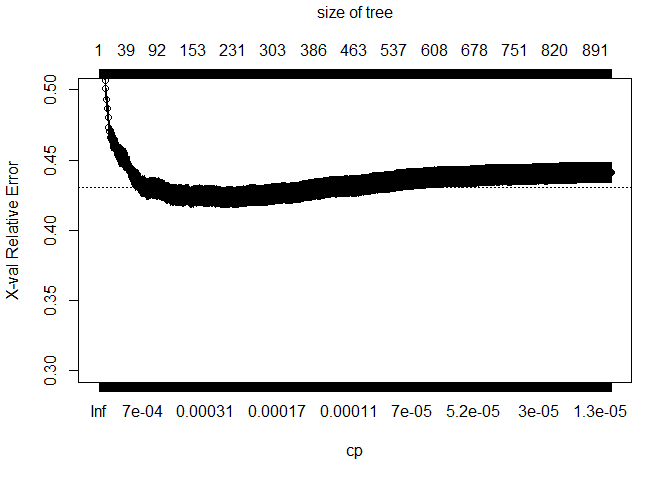 size of tree
1 39 92 153 231 303 386 463 537 608 678 751 820 891
0.50
0.45
0.40
0.35
0.30
X-val Relative Error
Inf 7e-04 0.00031 0.00017 0.00011 7e-05 5.2e-05 3e-05 1.3e-05
cp